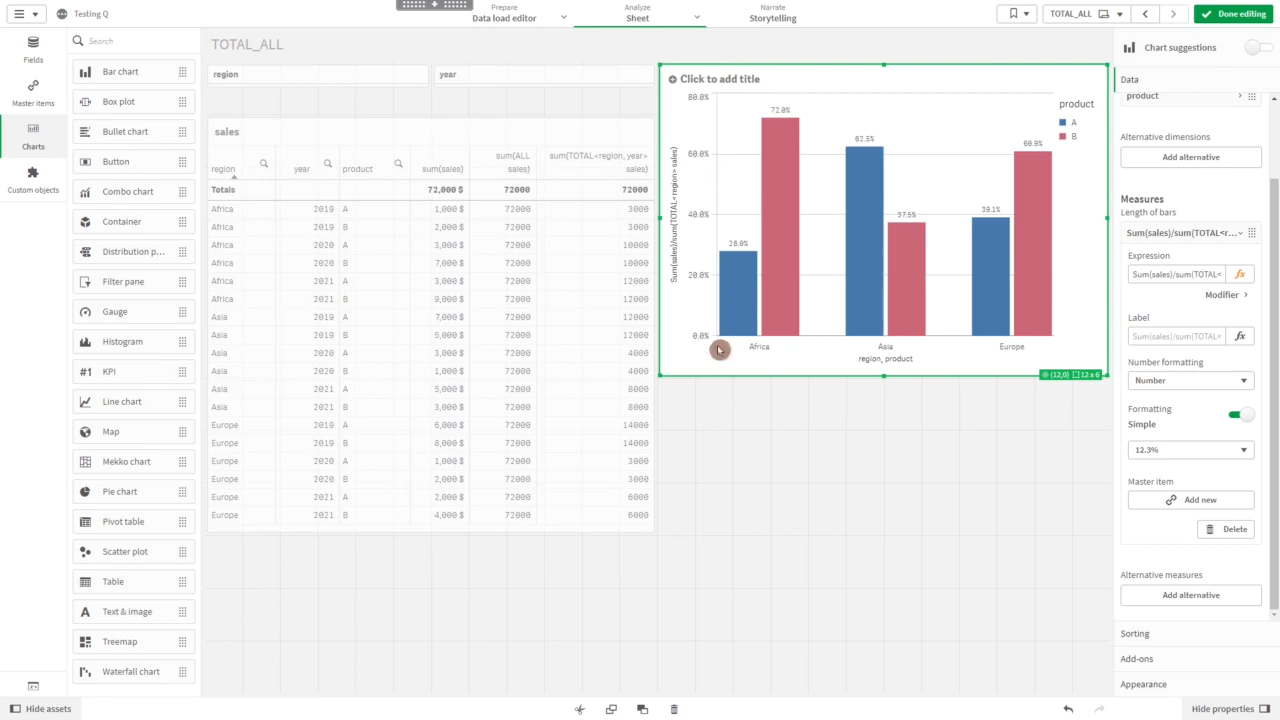 Testing Q
Prepare
Data load editor
Analyze
Sheet
Narrate
Storytelling
TOTAL_ALL
Done editing
Fields
Master items
Charts
Custom objects
Search
Bar chart
Box plot
Bullet chart
Button
Combo chart
Container
Distribution p...
Filter pane
Gauge
Histogram
#1 KPI
Line chart
Map
Mekko chart
Pie chart
Pivot table
Scatter plot
Table
A Text & image
Treemap
Waterfall chart
Hide assets
TOTAL_ALL
region
year
sales
region year product sum(sales) sum(ALL sales) sum(TOTAL<region, year> sales)
Totals 72,000 $ 72000 72000
Africa 2019 A 1,000 $ 72000 3000
Africa 2019 B 2,000 $ 72000 3000
Africa 2020 A 3,000 $ 72000 10000
Africa 2020 B 7,000 $ 72000 10000
Africa 2021 A 3,000 $ 72000 12000
Africa 2021 B 9,000 $ 72000 12000
Asia 2019 A 7,000 $ 72000 12000
Asia 2019 B 5,000 $ 72000 12000
Asia 2020 A 3,000 $ 72000 4000
Asia 2020 B 1,000 $ 72000 4000
Asia 2021 A 5,000 $ 72000 8000
Asia 2021 B 3,000 $ 72000 8000
Europe 2019 A 6,000 $ 72000 14000
Europe 2019 B 8,000 $ 72000 14000
Europe 2020 A 1,000 $ 72000 3000
Europe 2020 B 2,000 $ 72000 3000
Europe 2021 A 2,000 $ 72000 6000
Europe 2021 B 4,000 $ 72000 6000
Click to add title
Sum(sales)/sum(TOTAL<region> sales)
80.0%
60.0%
40.0%
20.0%
0.0%
28.0%
72.0%
62.5%
37.5%
39.1%
60.9%
Africa
Asia
Europe
region, product
product
A
B
(12,0) 12 x 6
Chart suggestions
Data
product
Alternative dimensions
Add alternative
Measures
Length of bars
Sum(sales)/sum(TOTAL<r...
Expression
Sum(sales)/sum(TOTAL<
Modifier
Label
Sum(sales)/sum(TOTAL<
Number formatting
Number
Formatting
Simple
12.3%
Master item
Add new
Delete
Alternative measures
Add alternative
Sorting
Add-ons
Appearance
Hide properties